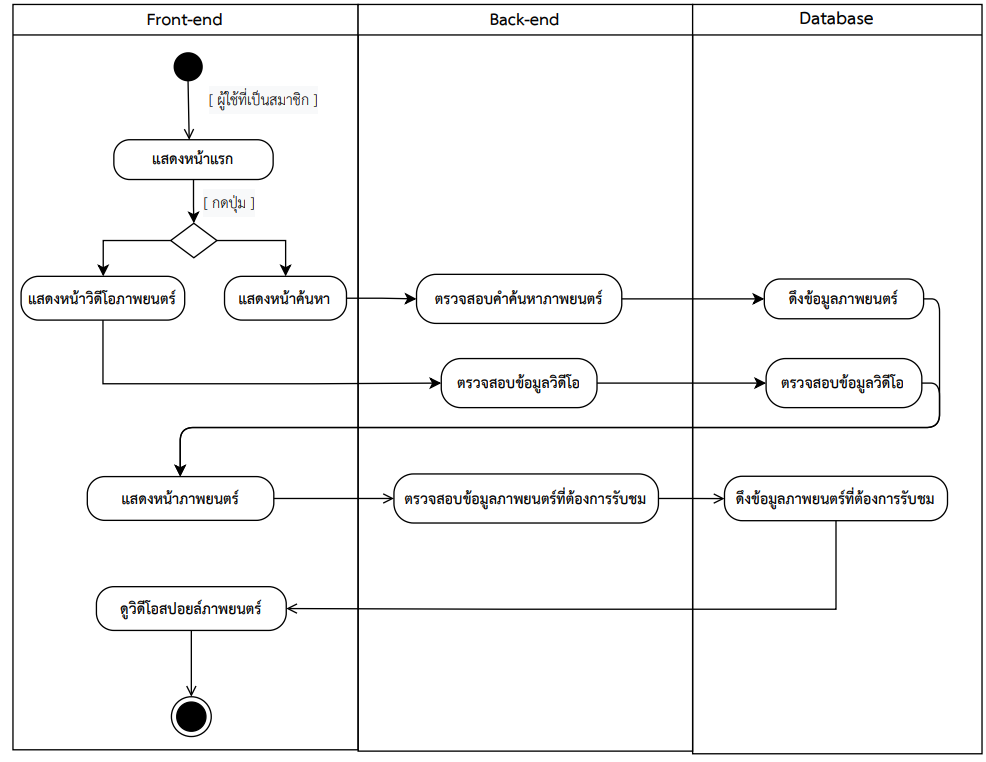 Front-end
Back-end
Database
[ ผู้ใช้ที่เป็นสมาชิก ]
แสดงหน้าแรก
[ กดปุ่ม ]
แสดงหน้าวิดีโอภาพยนตร์
แสดงหน้าค้นหา
ตรวจสอบคำค้นหาภาพยนตร์
ดึงข้อมูลภาพยนตร์
ตรวจสอบข้อมูลวิดีโอ
ตรวจสอบข้อมูลวิดีโอ
แสดงหน้าภาพยนตร์
ตรวจสอบข้อมูลภาพยนตร์ที่ต้องการรับชม
ดึงข้อมูลภาพยนตร์ที่ต้องการรับชม
ดูวิดีโอสปอยล์ภาพยนตร์